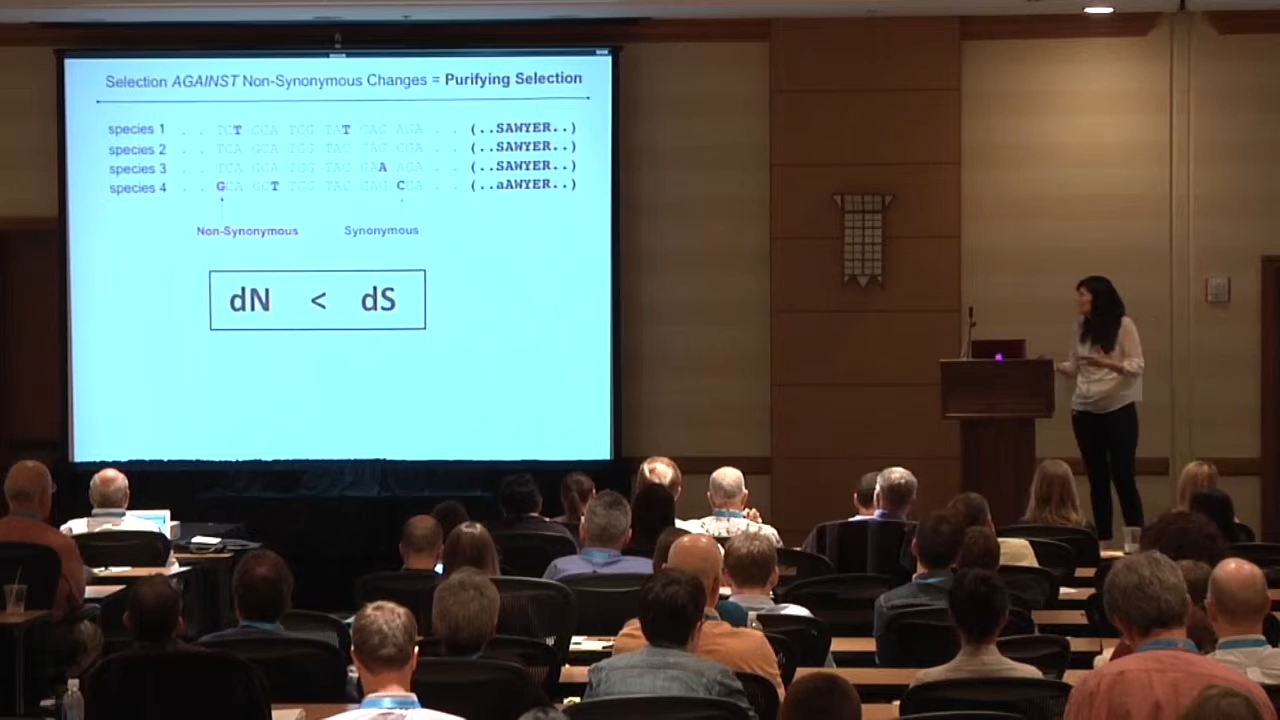 Selection AGAINST Non-Synonymous Changes = Purifying Selection
species 1 . . TCT GCA TGG TAT GAG AGA . . (..SAWYER..)
species 2 . . TCA GCA TGG TAC GAG CGA . . (..SAWYER..)
species 3 . . TCA GCA TGG TAC GAA AGA . . (..SAWYER..)
species 4 . . GCA GCT TGG TAC GAG CGA . . (..aAWYER..)
Non-Synonymous Synonymous
dN < dS